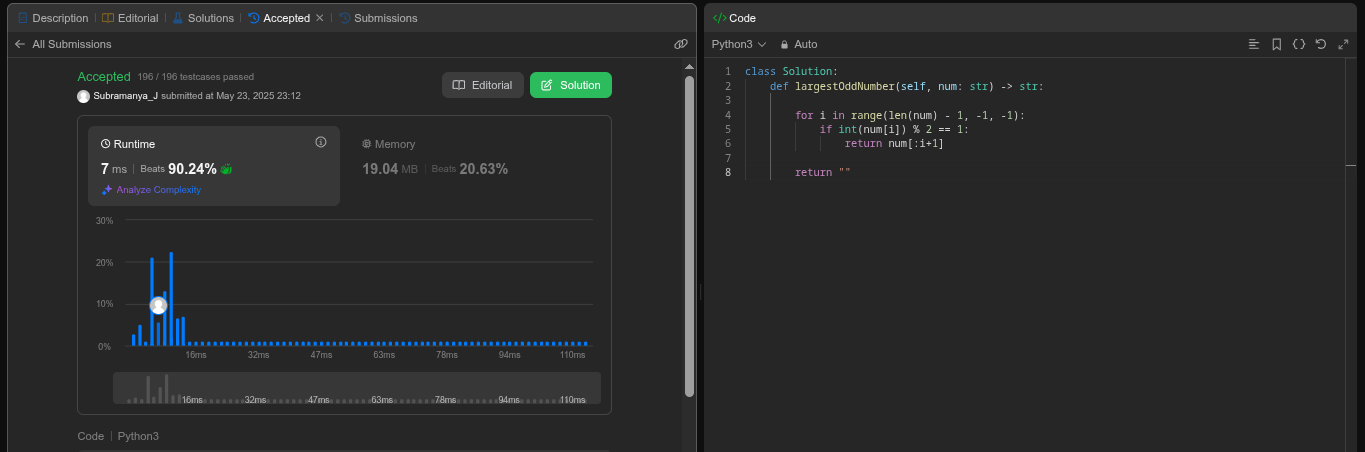 Description | Editorial | Solutions | Accepted × | Submissions
← All Submissions
Accepted 196 / 196 testcases passed
Subramanya_J submitted at May 23, 2025 23:12
Editorial
Solution
Runtime
7 ms | Beats 90.24%
Analyze Complexity
Memory
19.04 MB | Beats 20.63%
30%
20%
10%
0%
16ms 32ms 47ms 63ms 78ms 94ms 110ms
16ms 32ms 47ms 63ms 78ms 94ms 110ms
Code | Python3
</> Code
Python3 Auto
1 class Solution:
2     def largestOddNumber(self, num: str) -> str:
3
4         for i in range(len(num) - 1, -1, -1):
5             if int(num[i]) % 2 == 1:
6                 return num[:i+1]
7
8         return ""